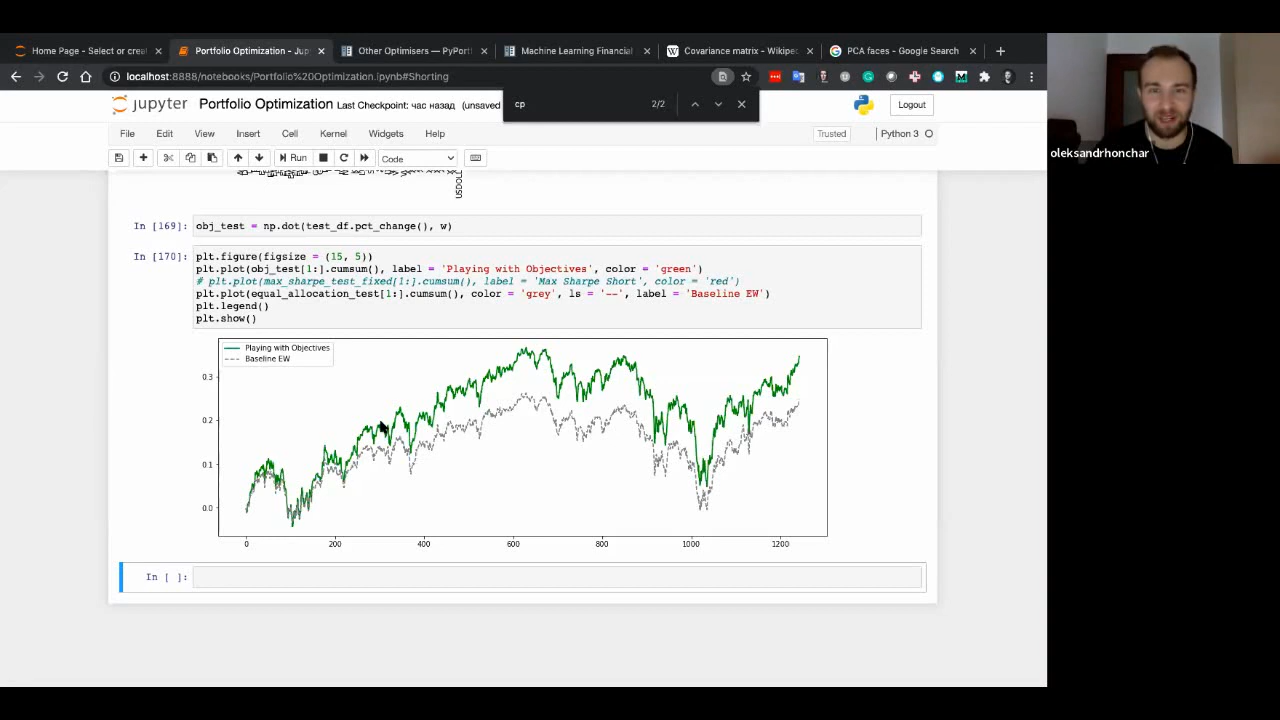 Home Page - Select or creat
Portfolio Optimization - Jup
Other Optimisers — PyPortf
Machine Learning Financial
Covariance matrix - Wikiped
PCA faces - Google Search
localhost:8888/notebooks/Portfolio%20Optimization.ipynb#Shorting
cp
2/2
jupyter
Portfolio Optimization Last Checkpoint: час назад (unsaved
Logout
File Edit View Insert Cell Kernel Widgets Help
Trusted
Python 3
Run
Code
USDOLL
In [169]: obj_test = np.dot(test_df.pct_change(), w)
In [170]: plt.figure(figsize = (15, 5))
plt.plot(obj_test[1:].cumsum(), label = 'Playing with Objectives', color = 'green')
# plt.plot(max_sharpe_test_fixed[1:].cumsum(), label = 'Max Sharpe Short', color = 'red')
plt.plot(equal_allocation_test[1:].cumsum(), color = 'grey', ls = '--', label = 'Baseline EW')
plt.legend()
plt.show()
Playing with Objectives
Baseline EW
0.3
0.2
0.1
0.0
0 200 400 600 800 1000 1200
In [ ]:
oleksandrhonchar